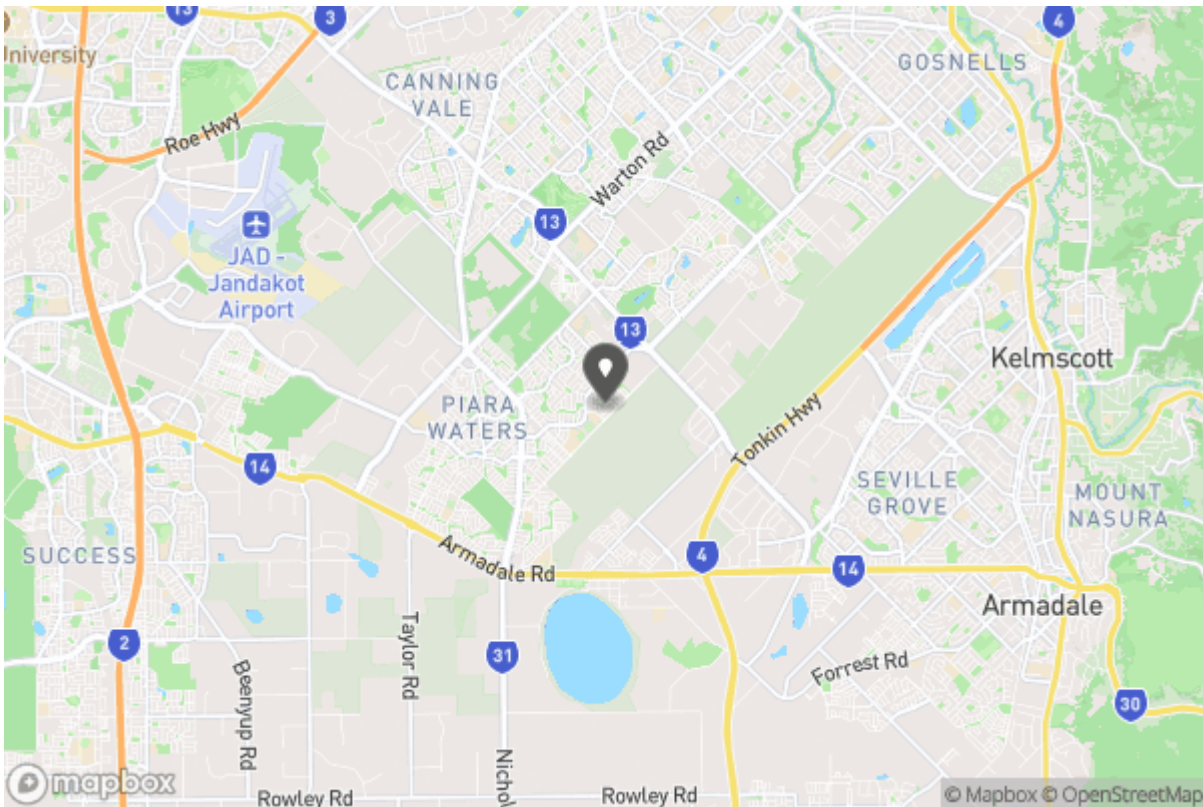 13
3
4
University
GOSNELLS
CANNING
VALE
Roe Hwy
Warton Rd
13
JAD -
Jandakot
Airport
13
Kelmscott
PIARA
WATERS
Tonkin Hwy
14
SEVILLE
GROVE
MOUNT
NASURA
SUCCESS
Armadale Rd
4
14
Armadale
Taylor Rd
2
31
Beenyup Rd
Forrest Rd
30
Nichol
Rowley Rd
Rowley Rd
mapbox
© Mapbox © OpenStreetMap